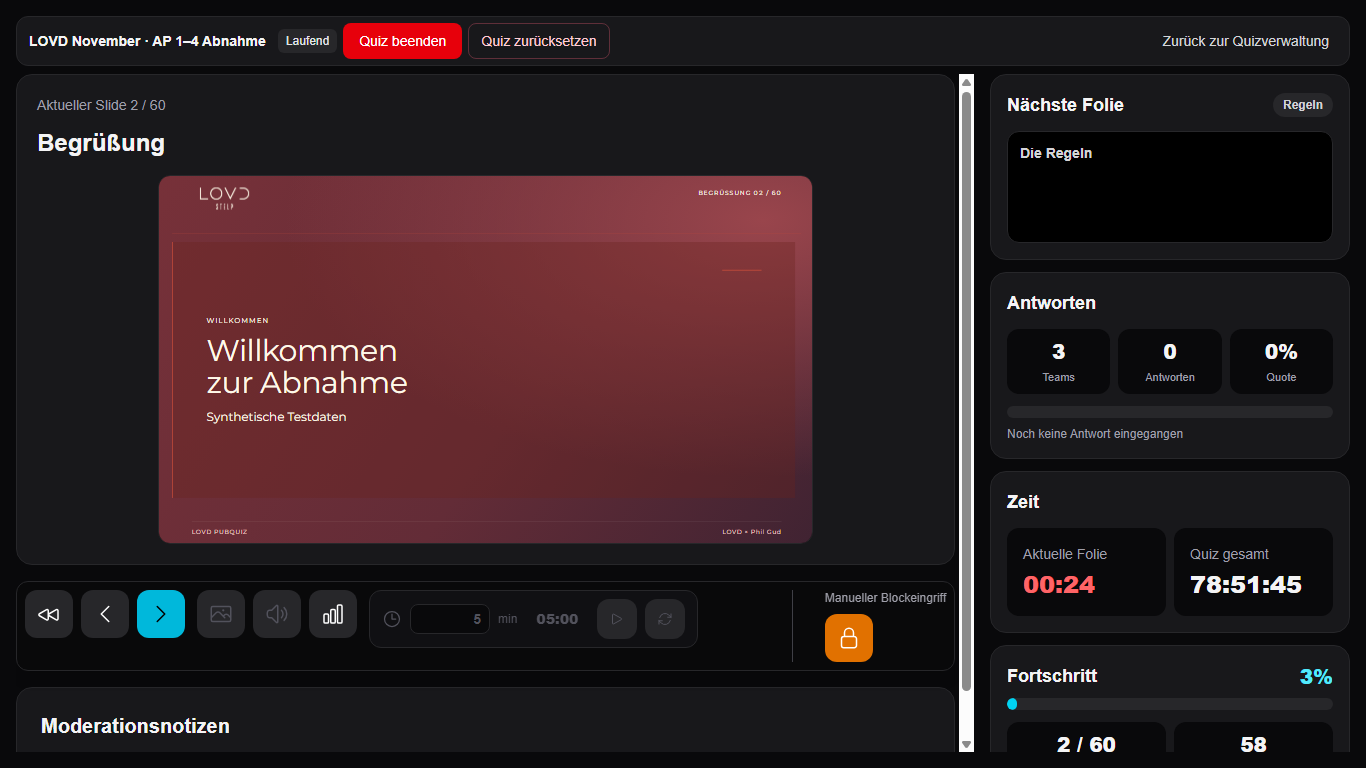 LOVD November · AP 1–4 Abnahme Laufend Quiz beenden Quiz zurücksetzen Zurück zur Quizverwaltung
Aktueller Slide 2 / 60
Begrüßung
LOVD
BEGRÜSSUNG 02 / 60
WILLKOMMEN
Willkommen
zur Abnahme
Synthetische Testdaten
LOVD PUBQUIZ
LOVD × Phil Gud
5 min 05:00
Manueller Blockeingriff
Moderationsnotizen
Nächste Folie Regeln
Die Regeln
Antworten
3 0 0%
Teams Antworten Quote
Noch keine Antwort eingegangen
Zeit
Aktuelle Folie Quiz gesamt
00:24 78:51:45
Fortschritt 3%
2 / 60 58